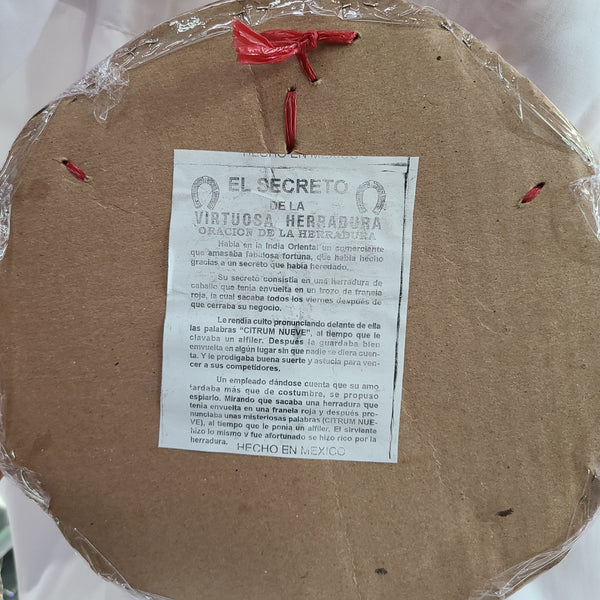 HECHO EN MEXICO
EL SECRETO
DE LA
VIRTUOSA HERRADURA
ORACION DE LA HERRADURA
Habia en la India Oriental un comerciante
que amasaba fabulosa fortuna, que habia hecho
gracias a un secreto que habia heredado.
Su secreto consistia en una herradura de
caballo que tenia envuelta en un trozo de franela
roja, la cual sacaba todos los viernes después de
que cerraba su negocio.
Le rendia culto pronunciando delante de ella
las palabras "CITRUM NUEVE", al tiempo que le
clavaba un alfiler. Después la guardaba bien
envuelta en algún lugar sin que nadie se diera cuen-
ta. Y le prodigaba buena suerte y astucia para ven-
cer a sus competidores.
Un empleado dándose cuenta que su amo
tardaba más que de costumbre, se propuso
espiarlo. Mirando que sacaba una herradura que
tenia envuelta en una franela roja y después pro-
nunciaba unas misteriosas palabras (CITRUM NUE-
VE), al tiempo que le ponia un alfiler. El sirviente
hizo lo mismo y fue afortunado se hizo rico por la
herradura.
HECHO EN MEXICO